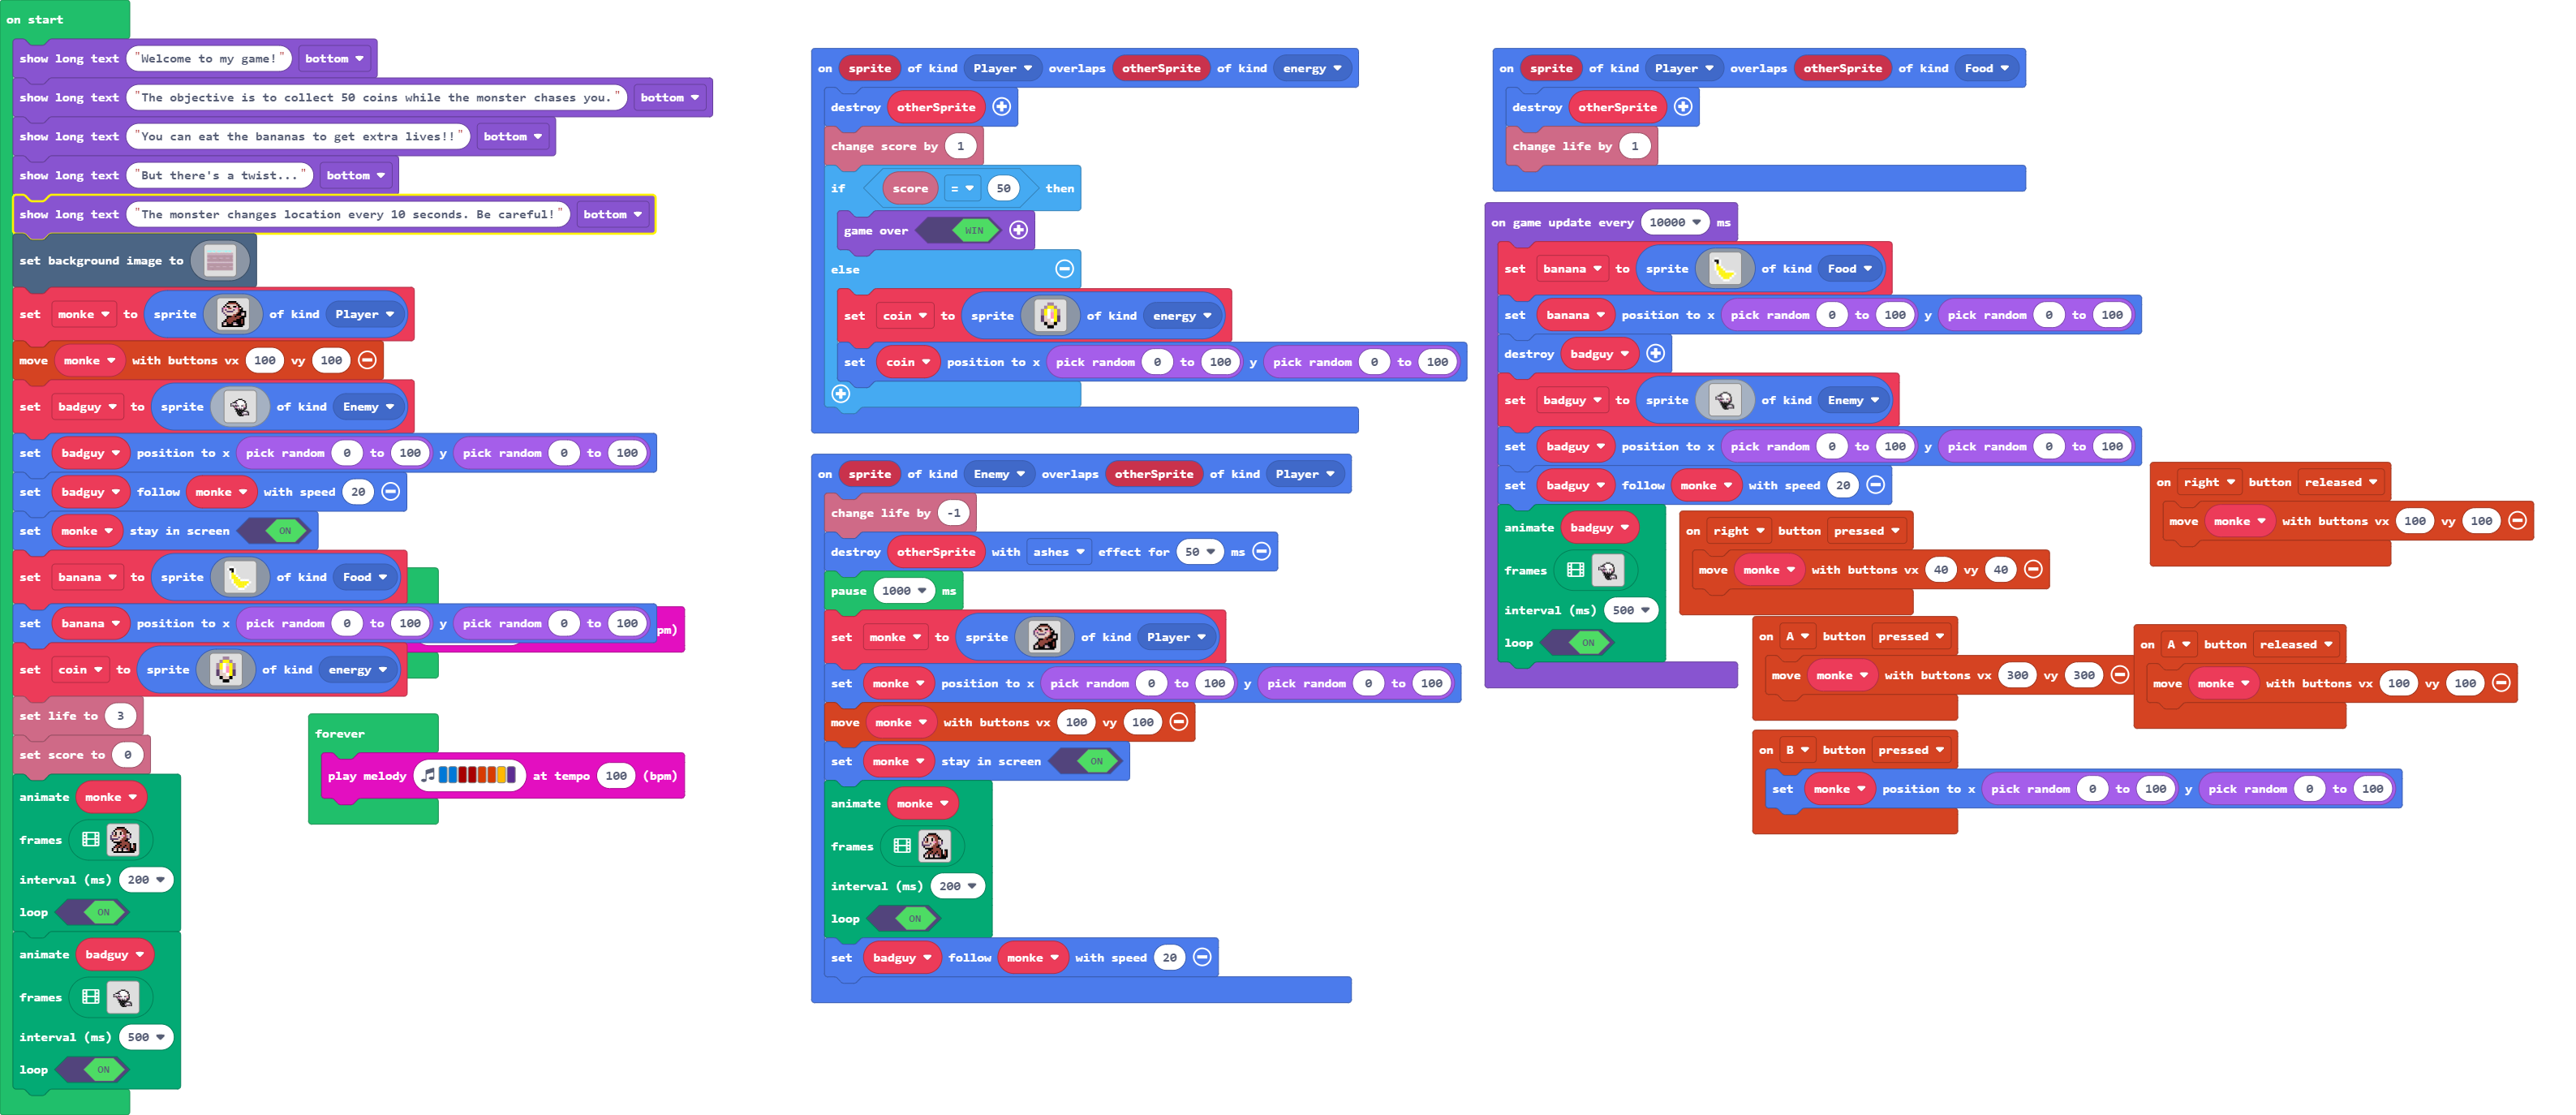 on start
show long text "Welcome to my game!" bottom
show long text "The objective is to collect 50 coins while the monster chases you." bottom
show long text "You can eat the bananas to get extra lives!!" bottom
show long text "But there's a twist..." bottom
show long text "The monster changes location every 10 seconds. Be careful!" bottom
set background image to
set monke to sprite of kind Player
move monke with buttons vx 100 vy 100
set badguy to sprite of kind Enemy
set badguy position to x pick random 0 to 100 y pick random 0 to 100
set badguy follow monke with speed 20
set monke stay in screen ON
set banana to sprite of kind Food
set banana position to x pick random 0 to 100 y pick random 0 to 100
pm)
set coin to sprite of kind energy
set life to 3
set score to 0
animate monke
frames
interval (ms) 200
loop ON
animate badguy
frames
interval (ms) 500
loop ON
forever
play melody at tempo 100 (bpm)
on sprite of kind Player overlaps otherSprite of kind energy
destroy otherSprite
change score by 1
if score = 50 then
game over WIN
else
set coin to sprite of kind energy
set coin position to x pick random 0 to 100 y pick random 0 to 100
on sprite of kind Enemy overlaps otherSprite of kind Player
change life by -1
destroy otherSprite with ashes effect for 50 ms
pause 1000 ms
set monke to sprite of kind Player
set monke position to x pick random 0 to 100 y pick random 0 to 100
move monke with buttons vx 100 vy 100
set monke stay in screen ON
animate monke
frames
interval (ms) 200
loop ON
set badguy follow monke with speed 20
on sprite of kind Player overlaps otherSprite of kind Food
destroy otherSprite
change life by 1
on game update every 10000 ms
set banana to sprite of kind Food
set banana position to x pick random 0 to 100 y pick random 0 to 100
destroy badguy
set badguy to sprite of kind Enemy
set badguy position to x pick random 0 to 100 y pick random 0 to 100
set badguy follow monke with speed 20
animate badguy
frames
interval (ms) 500
loop ON
on right button pressed
move monke with buttons vx 40 vy 40
on right button released
move monke with buttons vx 100 vy 100
on A button pressed
move monke with buttons vx 300 vy 300
on A button released
move monke with buttons vx 100 vy 100
on B button pressed
set monke position to x pick random 0 to 100 y pick random 0 to 100